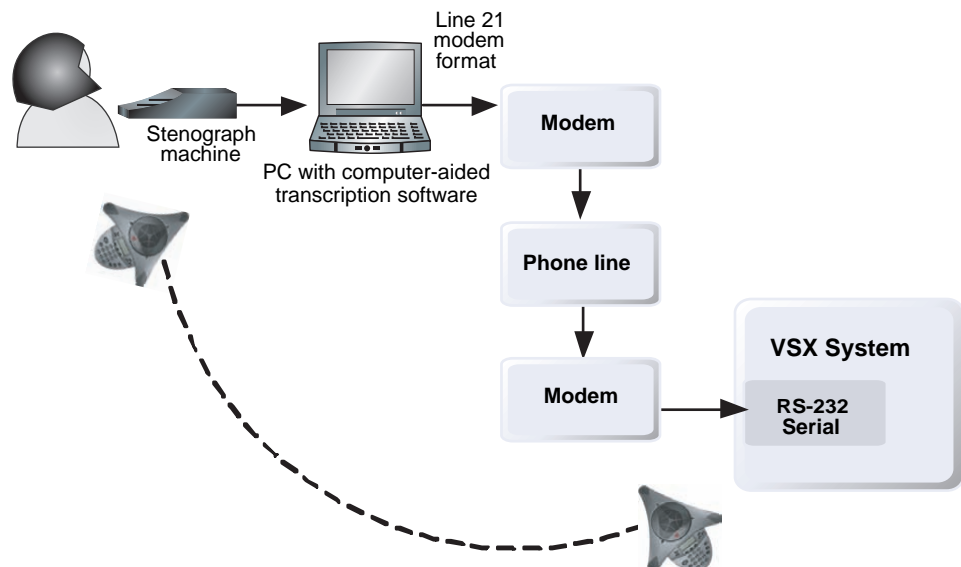 Line 21
modem
format
Stenograph
machine
PC with computer-aided
transcription software
Modem
Phone line
Modem
VSX System
RS-232
Serial